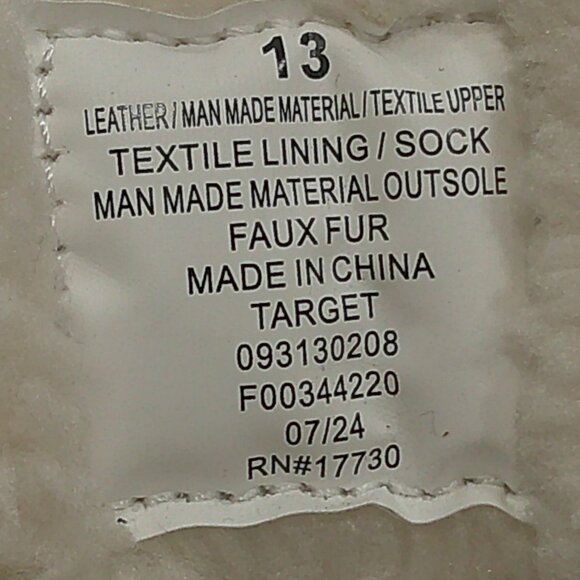 13
LEATHER/MAN MADE MATERIAL/TEXTILE UPPER
TEXTILE LINING / SOCK
MAN MADE MATERIAL OUTSOLE
FAUX FUR
MADE IN CHINA
TARGET
093130208
F00344220
07/24
RN#17730